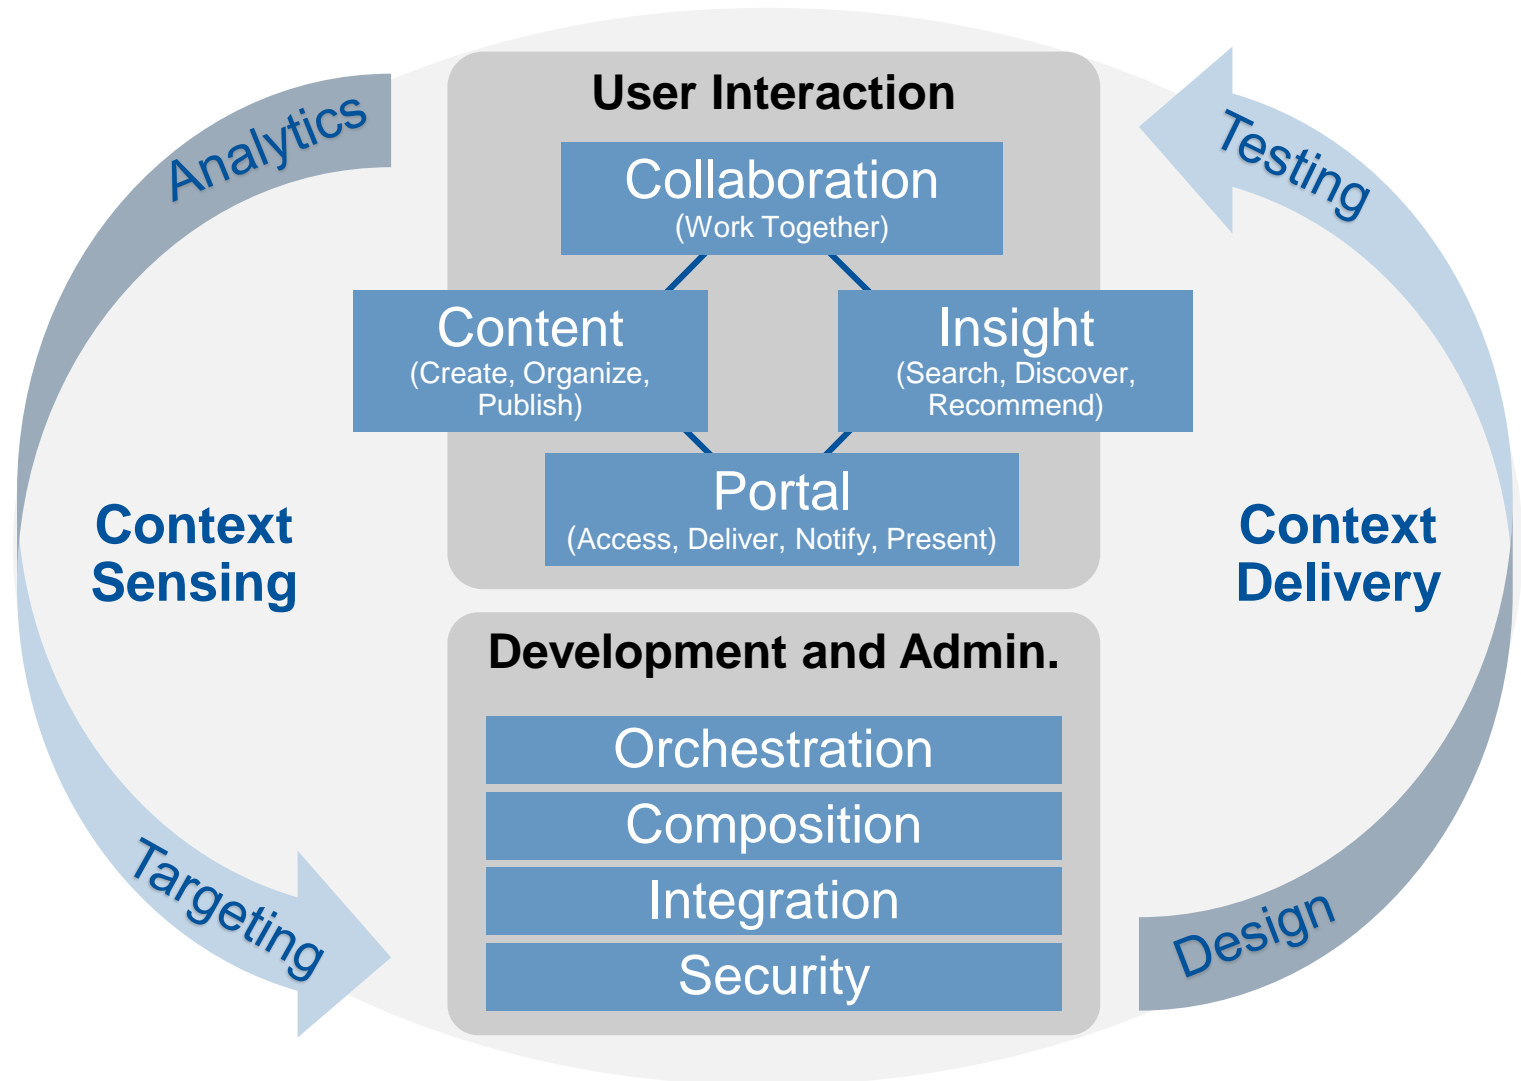 User Interaction
Analytics
Testing
Collaboration
(Work Together)
Content
(Create, Organize,
Publish)
Insight
(Search, Discover,
Recommend)
Portal
(Access, Deliver, Notify, Present)
Context
Sensing
Context
Delivery
Development and Admin.
Orchestration
Composition
Integration
Security
Targeting
Design